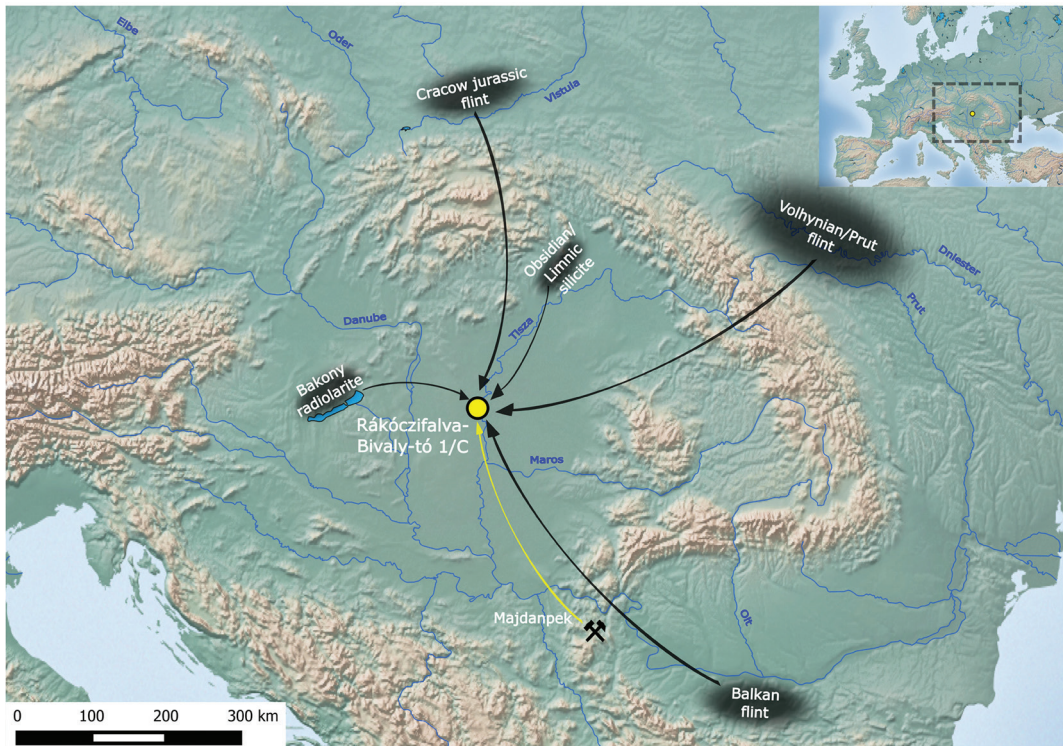 Elbe
Oder
Cracow jurassic
flint
Vistula
Volhynian/Prut
flint
Dniester
Prut
Obsidian/
Limnic
silicite
Danube
Tisza
Bakony
radiolarite
Rákóczifalva-
Bivaly-tó 1/C
Maros
Majdanpek
Olt
Balkan
flint
0 100 200 300 km